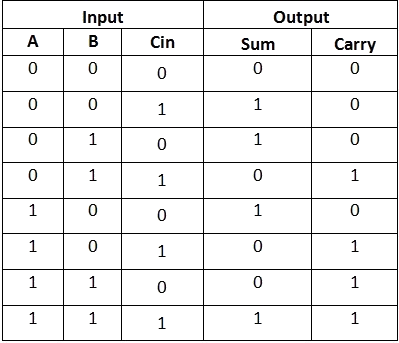 Input Output
A B Cin Sum Carry
0 0 0 0 0
0 0 1 1 0
0 1 0 1 0
0 1 1 0 1
1 0 0 1 0
1 0 1 0 1
1 1 0 0 1
1 1 1 1 1